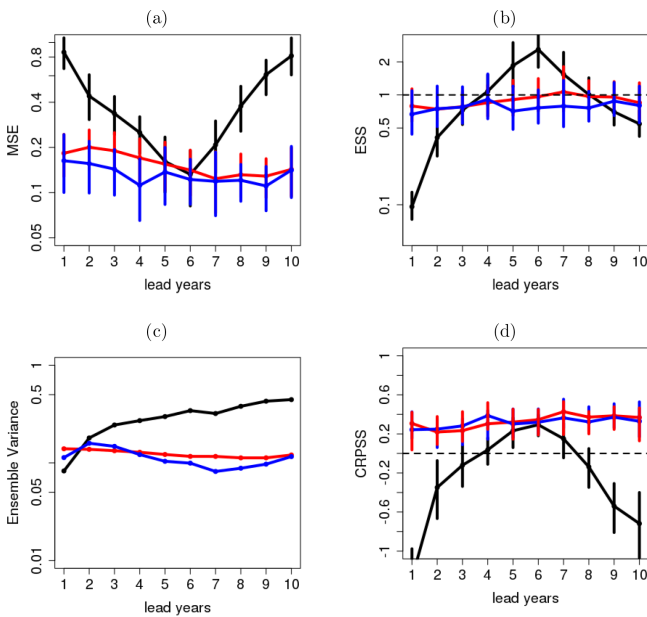 (a)
MSE
0.8
0.4
0.2
0.1
0.05
1 2 3 4 5 6 7 8 9 10
lead years
(b)
ESS
2
1
0.5
0.1
1 2 3 4 5 6 7 8 9 10
lead years
(c)
Ensemble Variance
1
0.5
0.05
0.01
1 2 3 4 5 6 7 8 9 10
lead years
(d)
CRPSS
1
0.6
0.2
-0.2
-0.6
-1
1 2 3 4 5 6 7 8 9 10
lead years